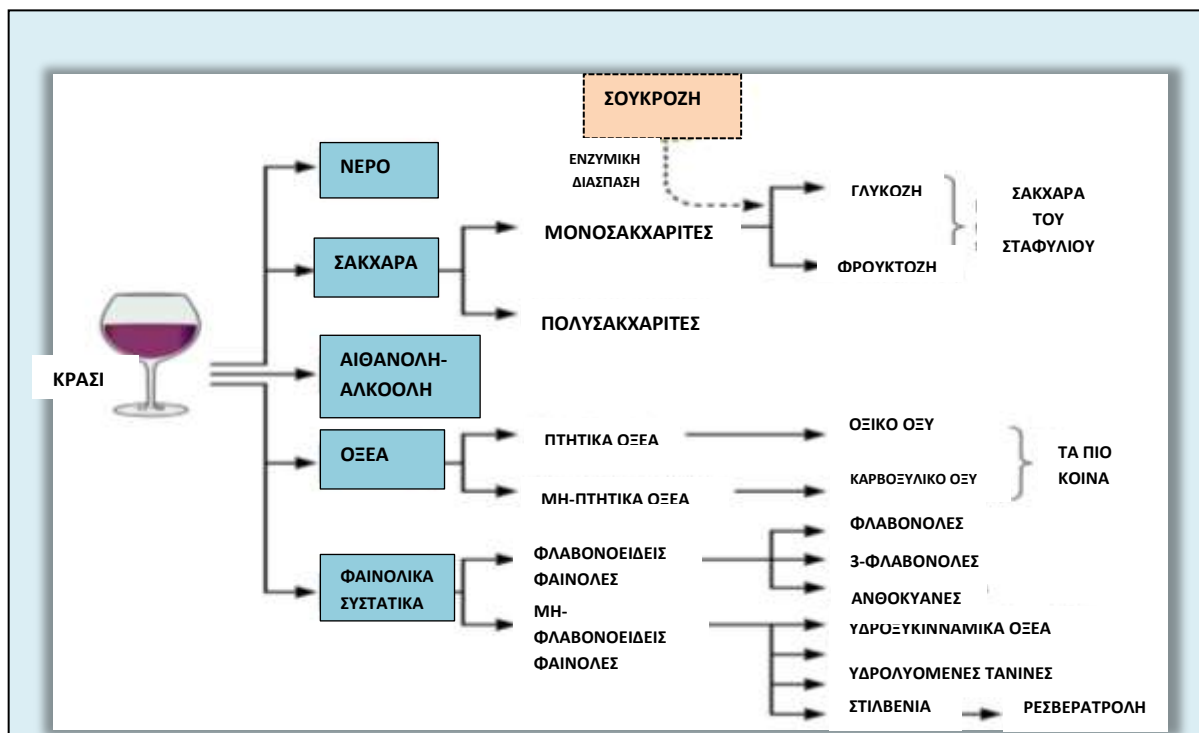 ΣΟΥΚΡΟΖΗ
ΝΕΡΟ
ΕΝΖΥΜΙΚΗ
ΔΙΑΣΠΑΣΗ
ΓΛΥΚΟΖΗ
ΣΑΚΧΑΡΑ
ΤΟΥ
ΣΤΑΦΥΛΙΟΥ
ΜΟΝΟΣΑΚΧΑΡΙΤΕΣ
ΣΑΚΧΑΡΑ
ΦΡΟΥΚΤΟΖΗ
ΠΟΛΥΣΑΚΧΑΡΙΤΕΣ
ΚΡΑΣΙ
ΑΙΘΑΝΟΛΗ-
ΑΛΚΟΟΛΗ
ΟΞΕΑ
ΠΤΗΤΙΚΑ ΟΞΕΑ
ΟΞΙΚΟ ΟΞΥ
ΤΑ ΠΙΟ
ΚΟΙΝΑ
ΜΗ-ΠΤΗΤΙΚΑ ΟΞΕΑ
ΚΑΡΒΟΞΥΛΙΚΟ ΟΞΥ
ΦΑΙΝΟΛΙΚΑ
ΣΥΣΤΑΤΙΚΑ
ΦΛΑΒΟΝΟΕΙΔΕΙΣ
ΦΑΙΝΟΛΕΣ
ΦΛΑΒΟΝΟΛΕΣ
3-ΦΛΑΒΟΝΟΛΕΣ
ΑΝΘΟΚΥΑΝΕΣ
ΜΗ-
ΦΛΑΒΟΝΟΕΙΔΕΙΣ
ΦΑΙΝΟΛΕΣ
ΥΔΡΟΞΥΚΙΝΝΑΜΙΚΑ ΟΞΕΑ
ΥΔΡΟΛΥΟΜΕΝΕΣ ΤΑΝΙΝΕΣ
ΣΤΙΛΒΕΝΙΑ
ΡΕΣΒΕΡΑΤΡΟΛΗ